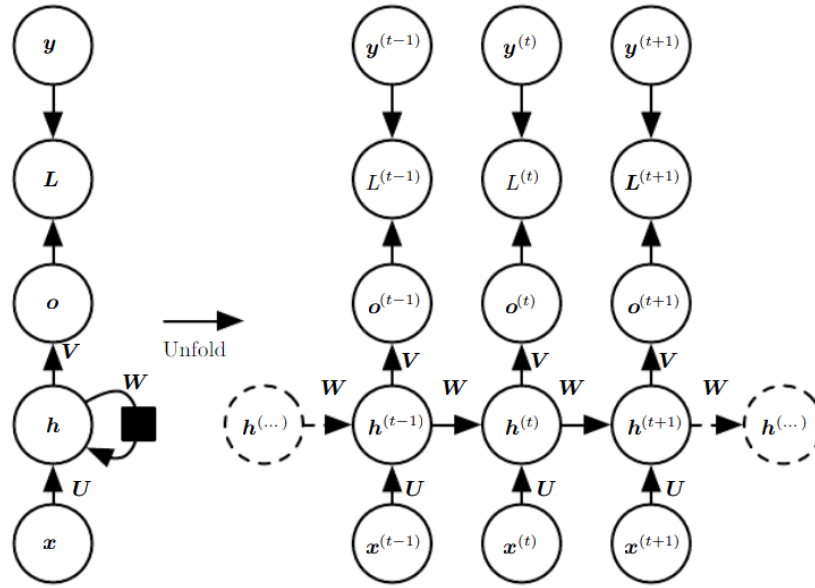 y y^(t−1) y^(t) y^(t+1)
L L^(t−1) L^(t) L^(t+1)
o o^(t−1) o^(t) o^(t+1)
Unfold
V V V V
W W W W W
h h^(...) h^(t−1) h^(t) h^(t+1) h^(...)
U U U U
x x^(t−1) x^(t) x^(t+1)